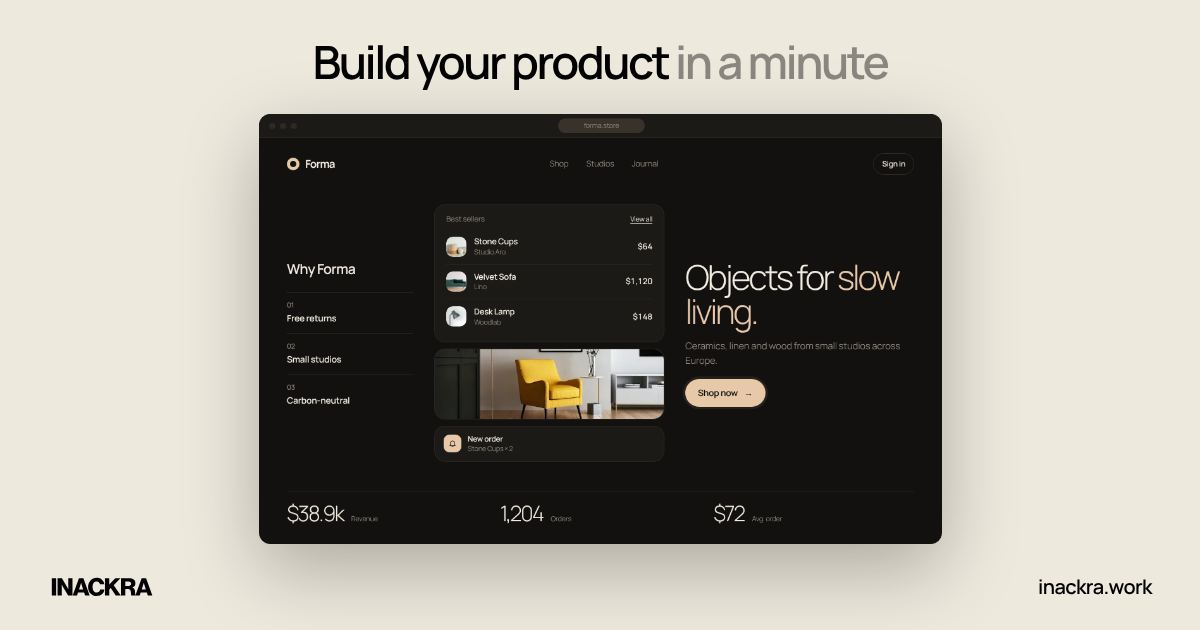 Build your product in a minute
forma.store
Forma
Shop Studios Journal
Sign in
Why Forma
01
Free returns
02
Small studios
03
Carbon-neutral
Best sellers View all
Stone Cups
Studio Aro
$64
Velvet Sofa
Lino
$1,120
Desk Lamp
Woodlab
$148
New order
Stone Cups × 2
Objects for slow
living.
Ceramics, linen and wood from small studios across
Europe.
Shop now →
$38.9k Revenue
1,204 Orders
$72 Avg. order
INACKRA
inackra.work